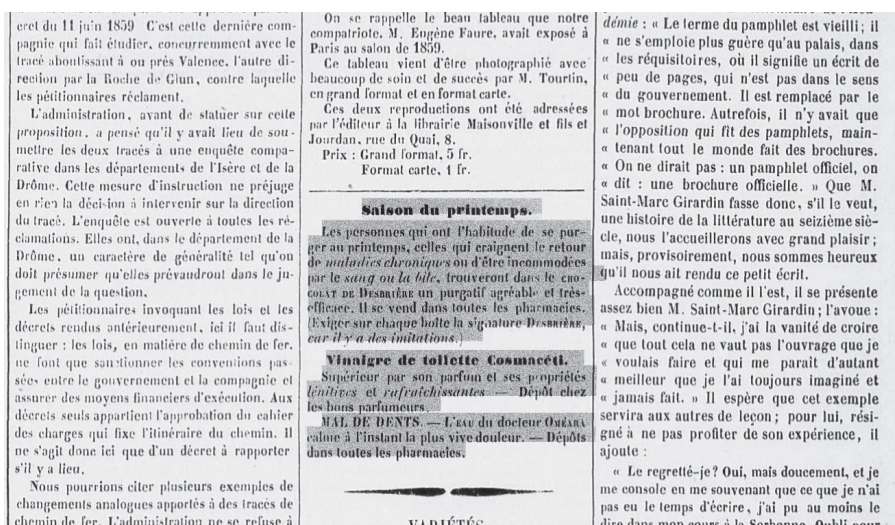 cret du 11 juin 1859 C'est cette dernière com-
pagnie qui fait étudier, concurremment avec le
tracé aboutissant à ou près Valence. l'autre di-
rection par la Roche de Glun, contre laquelle
les pétitionnaires réclament.
L'administration, avant de statuer sur cette
proposition, a pensé qu'il y avait lieu de sou-
mettre les deux tracés à une enquête compa-
rative dans les départements de l'Isère et de la
Drôme. Cette mesure d'instruction ne préjuge
en rien la décision à intervenir sur la direction
du tracé. L'enquête est ouverte à toutes les ré-
clamations. Elles ont, dans le département de la
Drôme, un caractère de généralité tel qu'on
doit présumer qu'elles prévaudront dans le ju-
gement de la question.
Les pétitionnaires invoquant les lois et les
décrets rendus antérieurement, ici il faut dis-
tinguer : les lois, en matière de chemin de fer,
ne font que sanctionner les conventions pas-
sées entre le gouvernement et la compagnie et
assurer des moyens financiers d'exécution. Aux
décrets seuls appartient l'approbation du cahier
des charges qui fixe l'itinéraire du chemin. Il
ne s'agit donc ici que d'un décret à rapporter
s'il y a lieu.
Nous pourrions citer plusieurs exemples de
changements analogues apportés à des tracés de
chemin de fer. L'administration ne se refuse à
On se rappelle le beau tableau que notre
compatriote, M. Eugène Faure, avait exposé à
Paris au salon de 1859.
Ce tableau vient d'être photographié avec
beaucoup de soin et de succès par M. Tourtin,
en grand format et en format carte.
Ces deux reproductions ont été adressées
par l'éditeur à la librairie Maisonville et fils et
Jourdan, rue du Quai, 8.
Prix : Grand format, 5 fr.
Format carte, 1 fr.
Saison du printemps.
Les personnes qui ont l'habitude de se pur-
ger au printemps, celles qui craignent le retour
de maladies chroniques ou d'être incommodées
par le sang ou la bile, trouveront dans le CHO-
COLAT DE DESBRIÈRE un purgatif agréable et très-
efficace. Il se vend dans toutes les pharmacies.
(Exiger sur chaque boîte la signature DESBRIÈRE,
car il y a des imitations.)
Vinaigre de toilette Cosmacéti.
Supérieur par son parfum et ses propriétés
lénitives et rafraîchissantes — Dépôt chez
les bons parfumeurs
MAL DE DENTS. — L'EAU du docteur OMÉARA
calme à l'instant la plus vive douleur. — Dépôts
dans toutes les pharmacies.
VARIÉTÉS
démie : « Le terme du pamphlet est vieilli; il
« ne s'emploie plus guère qu'au palais, dans
« les réquisitoires, où il signifie un écrit de
« peu de pages, qui n'est pas dans le sens
« du gouvernement. Il est remplacé par le
« mot brochure. Autrefois, il n'y avait que
« l'opposition qui fît des pamphlets, main-
« tenant tout le monde fait des brochures.
« On ne dirait pas : un pamphlet officiel, on
« dit : une brochure officielle. » Que M.
Saint-Marc Girardin fasse donc, s'il le veut,
une histoire de la littérature au seizième siè-
cle, nous l'accueillerons avec grand plaisir;
mais, provisoirement, nous sommes heureux
qu'il nous ait rendu ce petit écrit.
Accompagné comme il l'est, il se présente
assez bien M. Saint-Marc Girardin; l'avoue :
« Mais, continue-t-il, j'ai la vanité de croire
« que tout cela ne vaut pas l'ouvrage que je
« voulais faire et qui me parait d'autant
« meilleur que je l'ai toujours imaginé et
« jamais fait. » Il espère que cet exemple
servira aux autres de leçon; pour lui, rési-
gné à ne pas profiter de son expérience, il
ajoute :
« Le regretté-je? Oui, mais doucement, et je
me console en me souvenant que ce que je n'ai
pas eu le temps d'écrire, j'ai pu au moins le